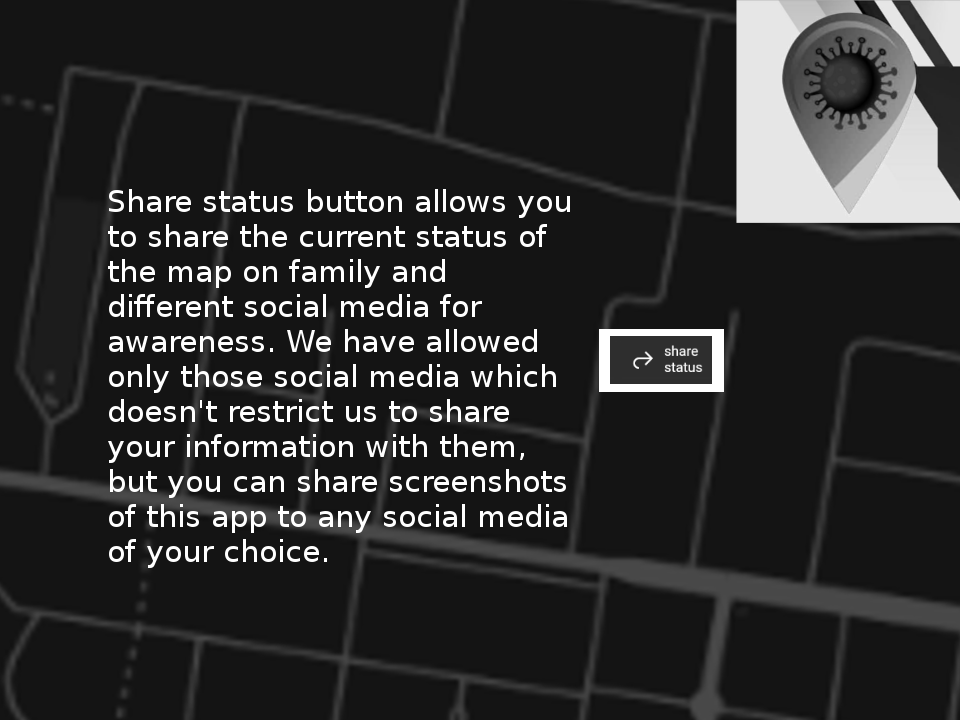 Share status button allows you
to share the current status of
the map on family and
different social media for
awareness. We have allowed
only those social media which
doesn't restrict us to share
your information with them,
but you can share screenshots
of this app to any social media
of your choice.
share
status